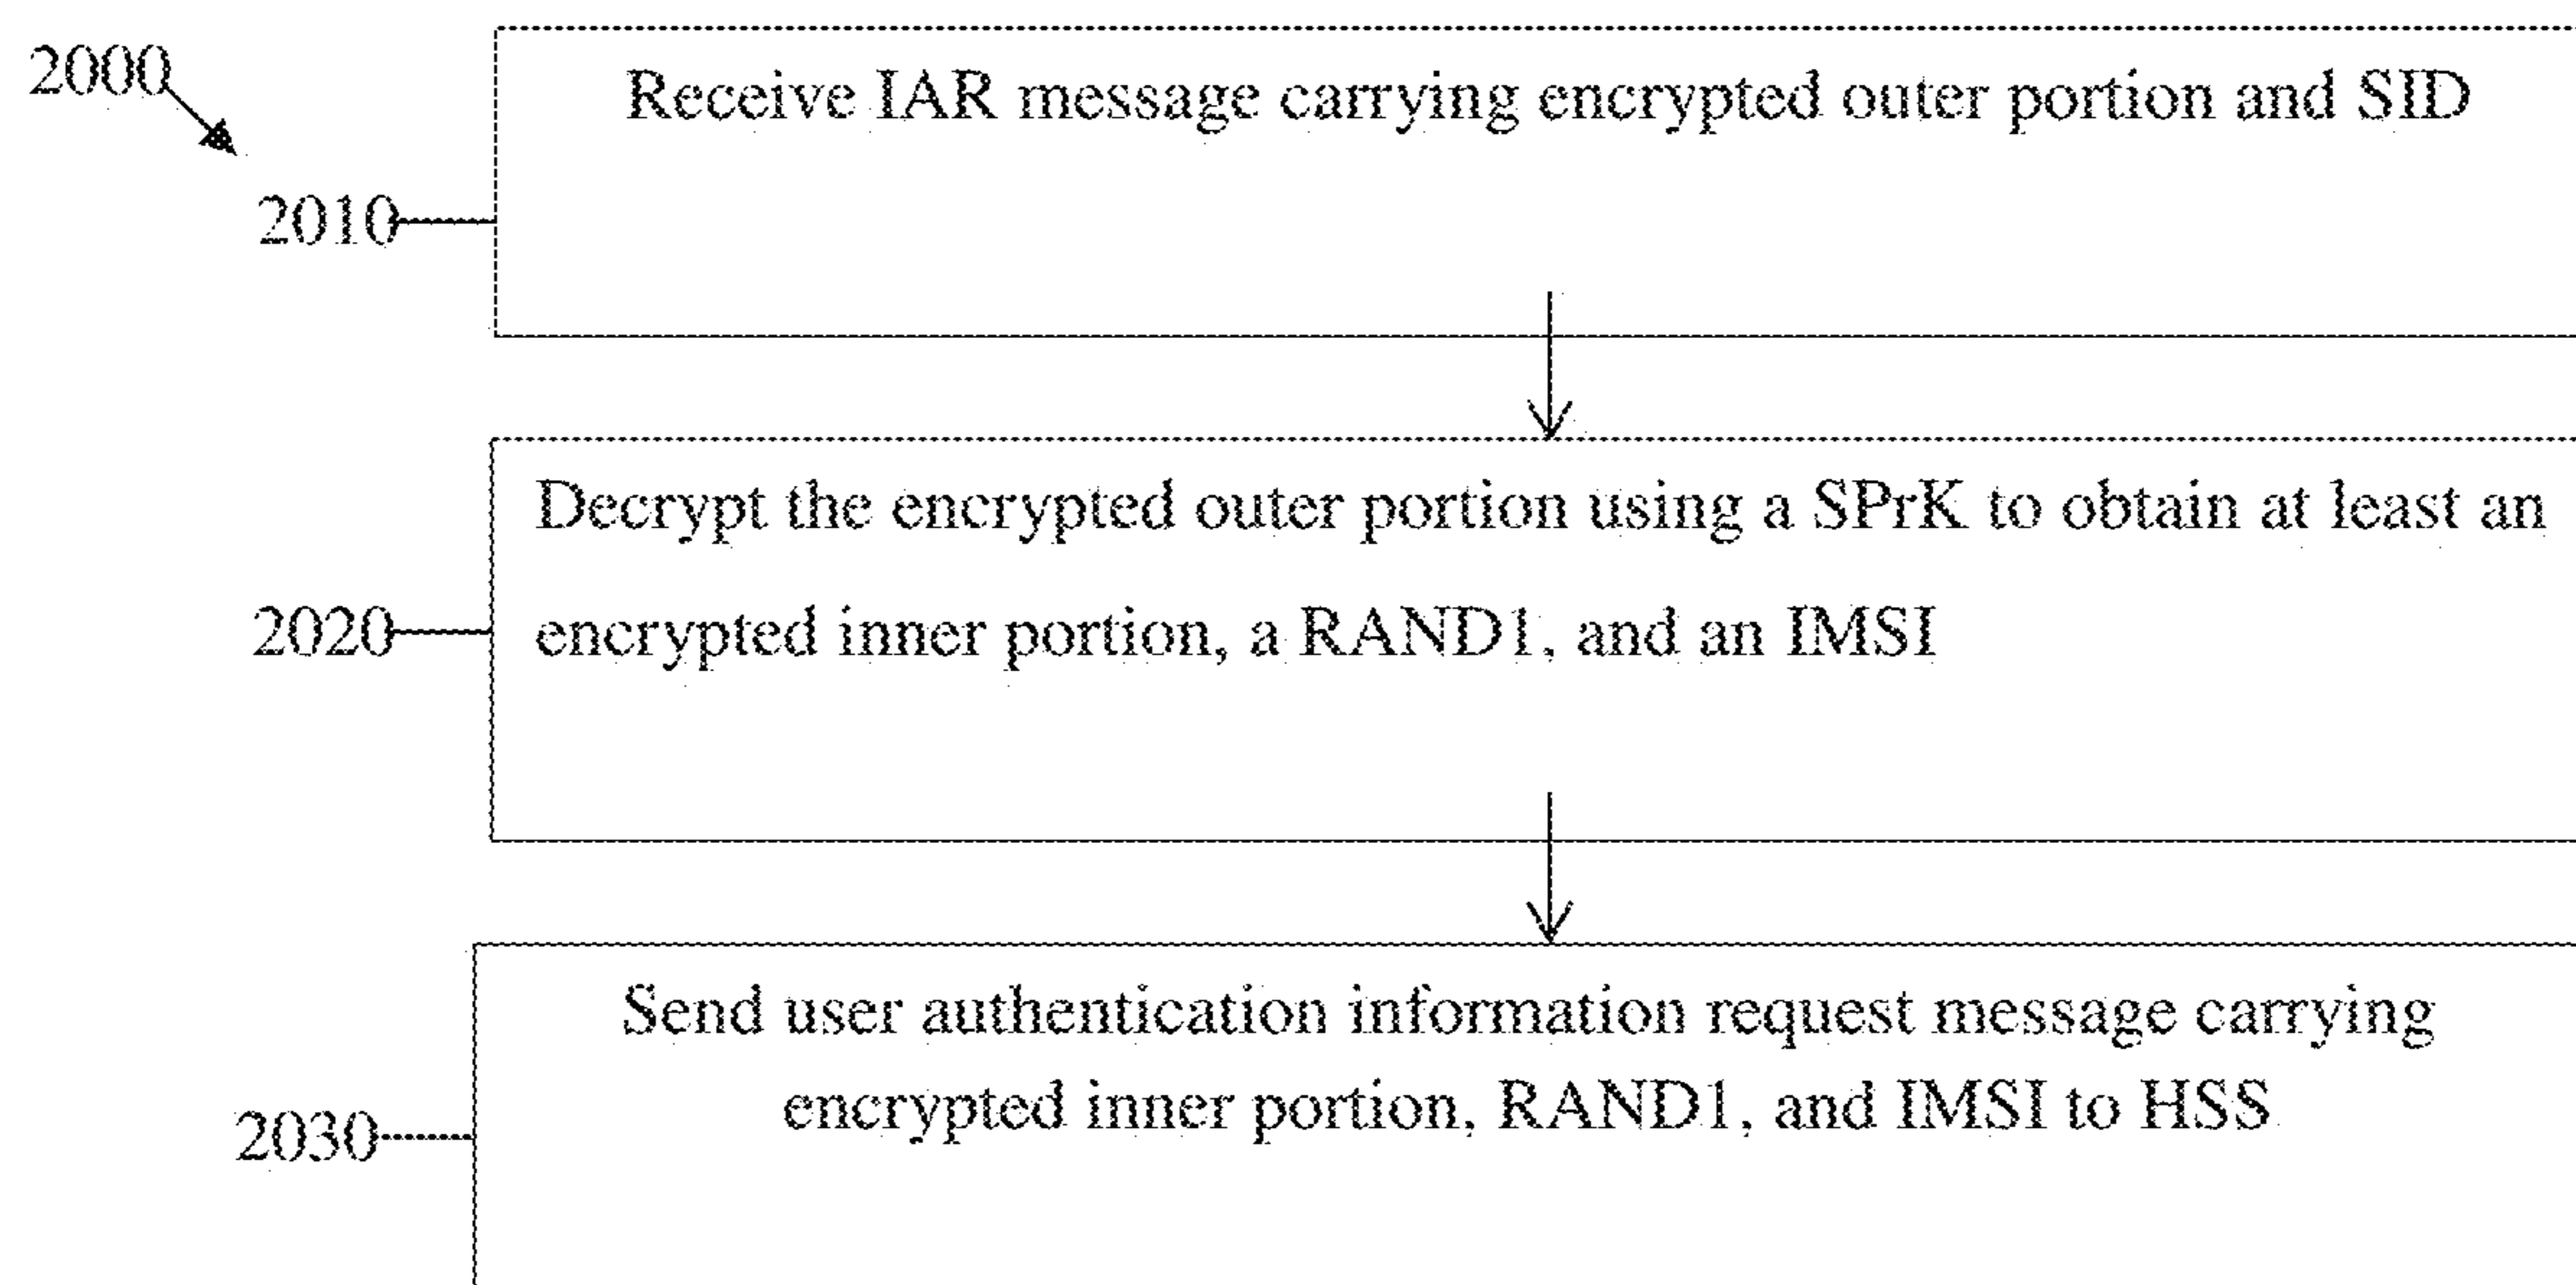 2000
Receive IAR message carrying encrypted outer portion and SID
2010
Decrypt the encrypted outer portion using a SPrK to obtain at least an
2020
encrypted inner portion, a RAND1, and an IMSI
Send user authentication information request message carrying
encrypted inner portion, RAND1, and IMSI to HSS
2030